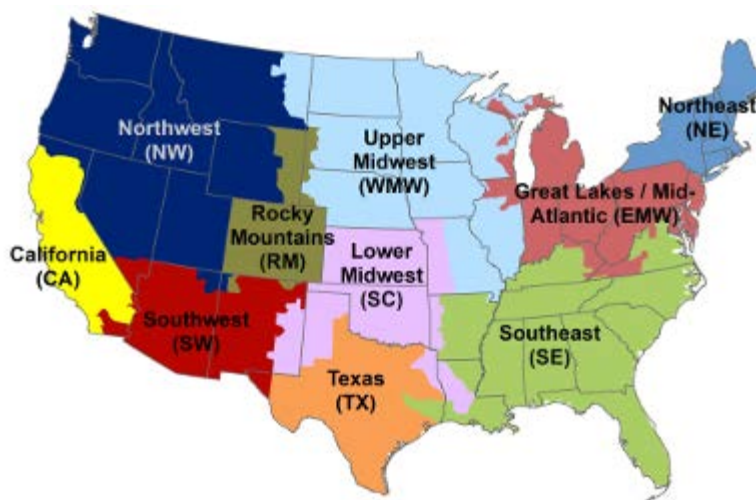 Northwest
(NW)
Upper
Midwest
(WMW)
Northeast
(NE)
Great Lakes / Mid-
Atlantic (EMW)
Rocky
Mountains
(RM)
California
(CA)
Lower
Midwest
(SC)
Southwest
(SW)
Southeast
(SE)
Texas
(TX)